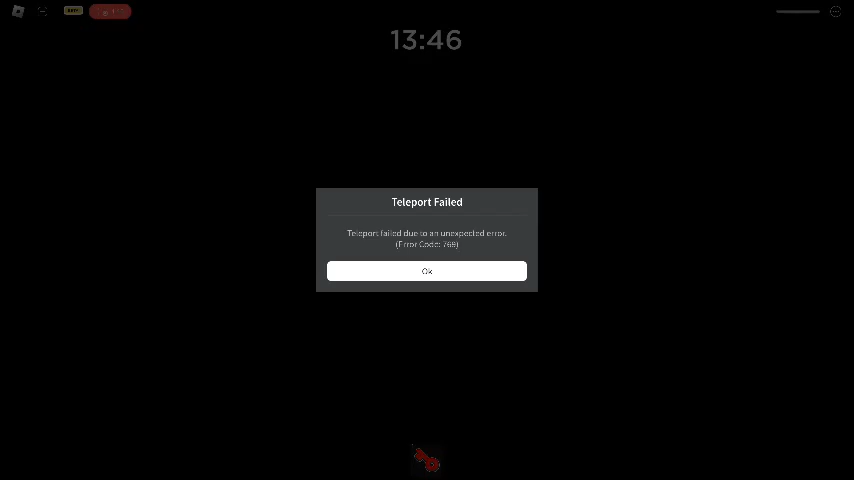 13:46
Teleport Failed
Teleport failed due to an unexpected error.
(Error Code: 769)
Ok